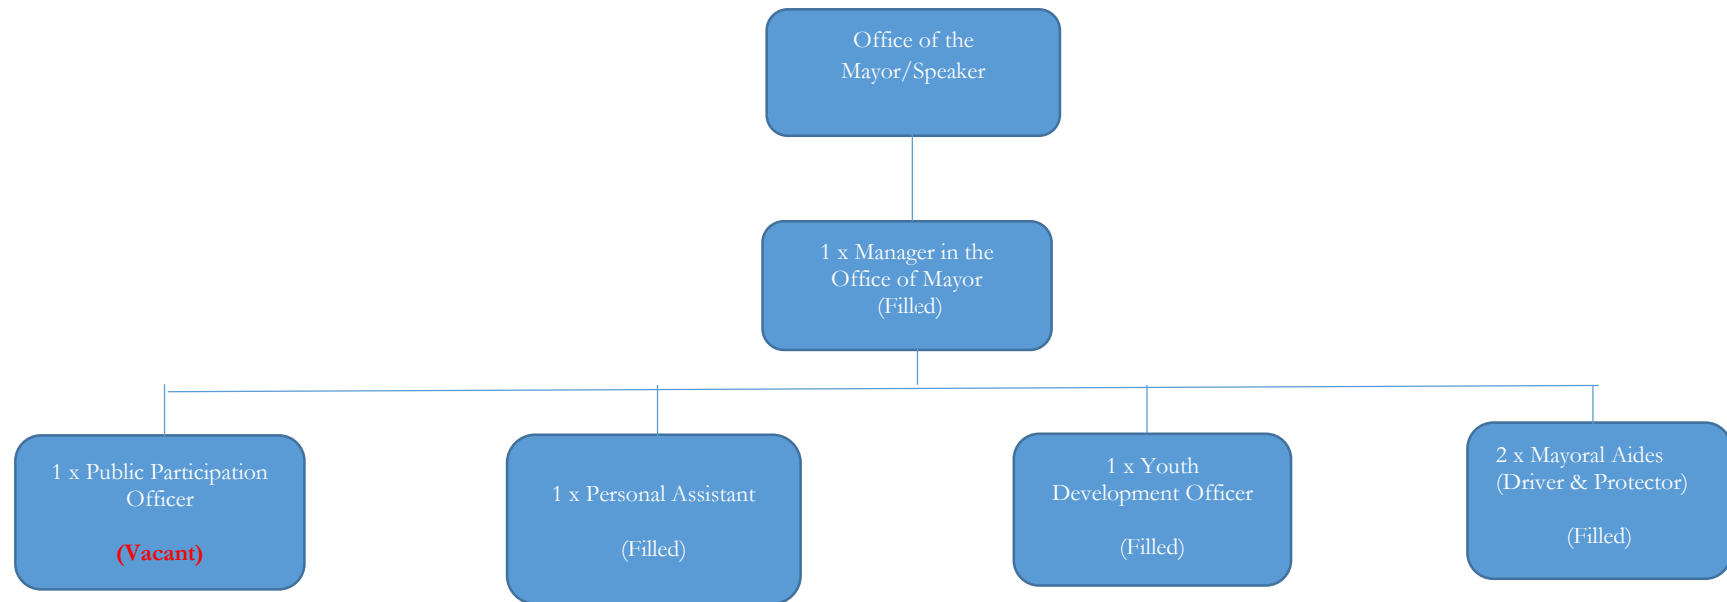 Office of the
Mayor/Speaker
1 x Manager in the
Office of Mayor
(Filled)
1 x Public Participation
Officer
(Vacant)
1 x Personal Assistant
(Filled)
1 x Youth
Development Officer
(Filled)
2 x Mayoral Aides
(Driver & Protector)
(Filled)